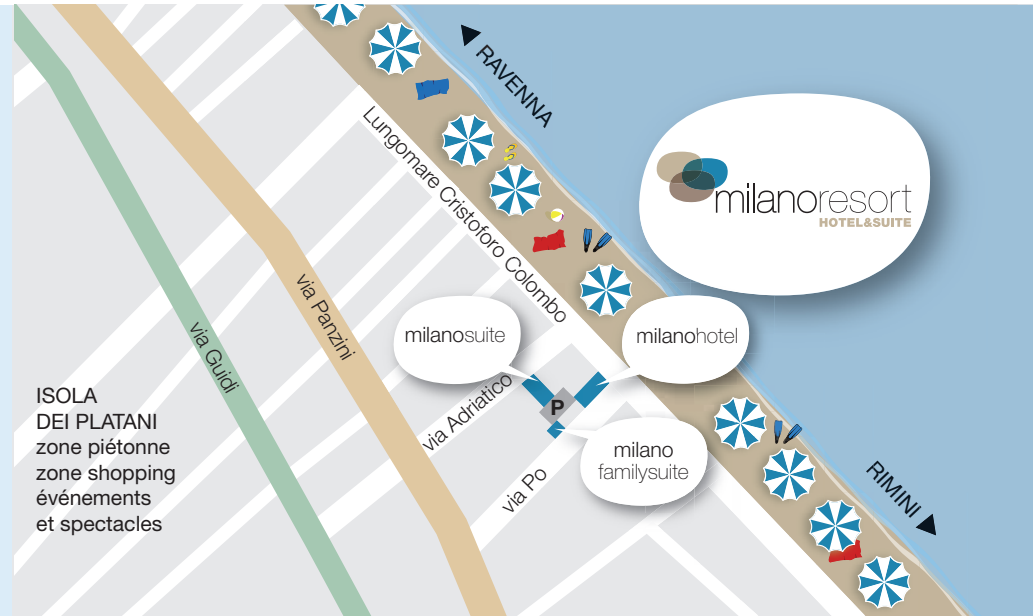 RAVENNA
Lungomare Cristoforo Colombo
milanoresort
HOTEL&SUITE
via Panzini
via Guidi
milanosuite
milanohotel
P
via Adriatico
milano
familysuite
via Po
ISOLA
DEI PLATANI
zone piétonne
zone shopping
événements
et spectacles
RIMINI